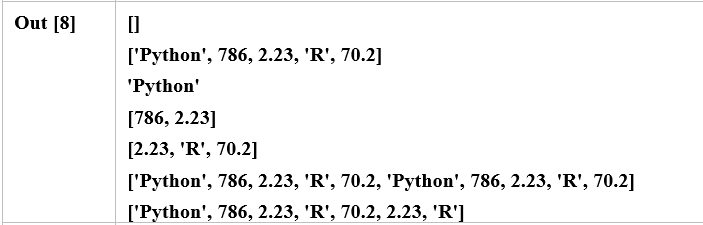 Out [8]
[]
['Python', 786, 2.23, 'R', 70.2]
'Python'
[786, 2.23]
[2.23, 'R', 70.2]
['Python', 786, 2.23, 'R', 70.2, 'Python', 786, 2.23, 'R', 70.2]
['Python', 786, 2.23, 'R', 70.2, 2.23, 'R']